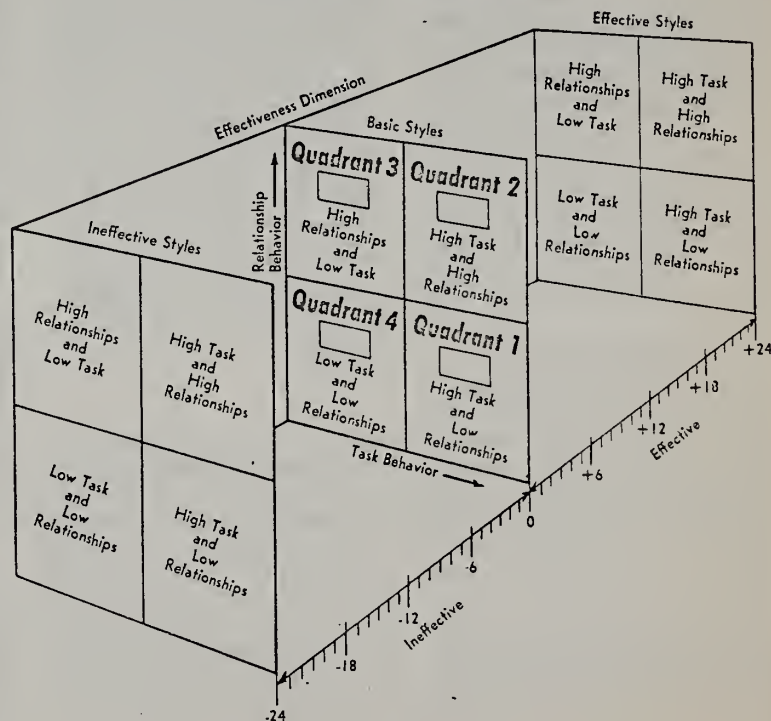 Effective Styles
High
Relationships
and
Low Task
High Task
and
High
Relationships
Low Task
and
Low
Relationships
High Task
and
Low
Relationships
Effectiveness Dimension
Basic Styles
Relationship
Behavior
Quadrant 3
High
Relationships
and
Low Task
Quadrant 2
High Task
and
High
Relationships
Quadrant 4
Low Task
and
Low
Relationships
Quadrant 1
High Task
and
Low
Relationships
Task Behavior
Ineffective Styles
High
Relationships
and
Low Task
High Task
and
High
Relationships
Low Task
and
Low
Relationships
High Task
and
Low
Relationships
+24
+18
+12
+6
Effective
0
-6
-12
-18
-24
Ineffective